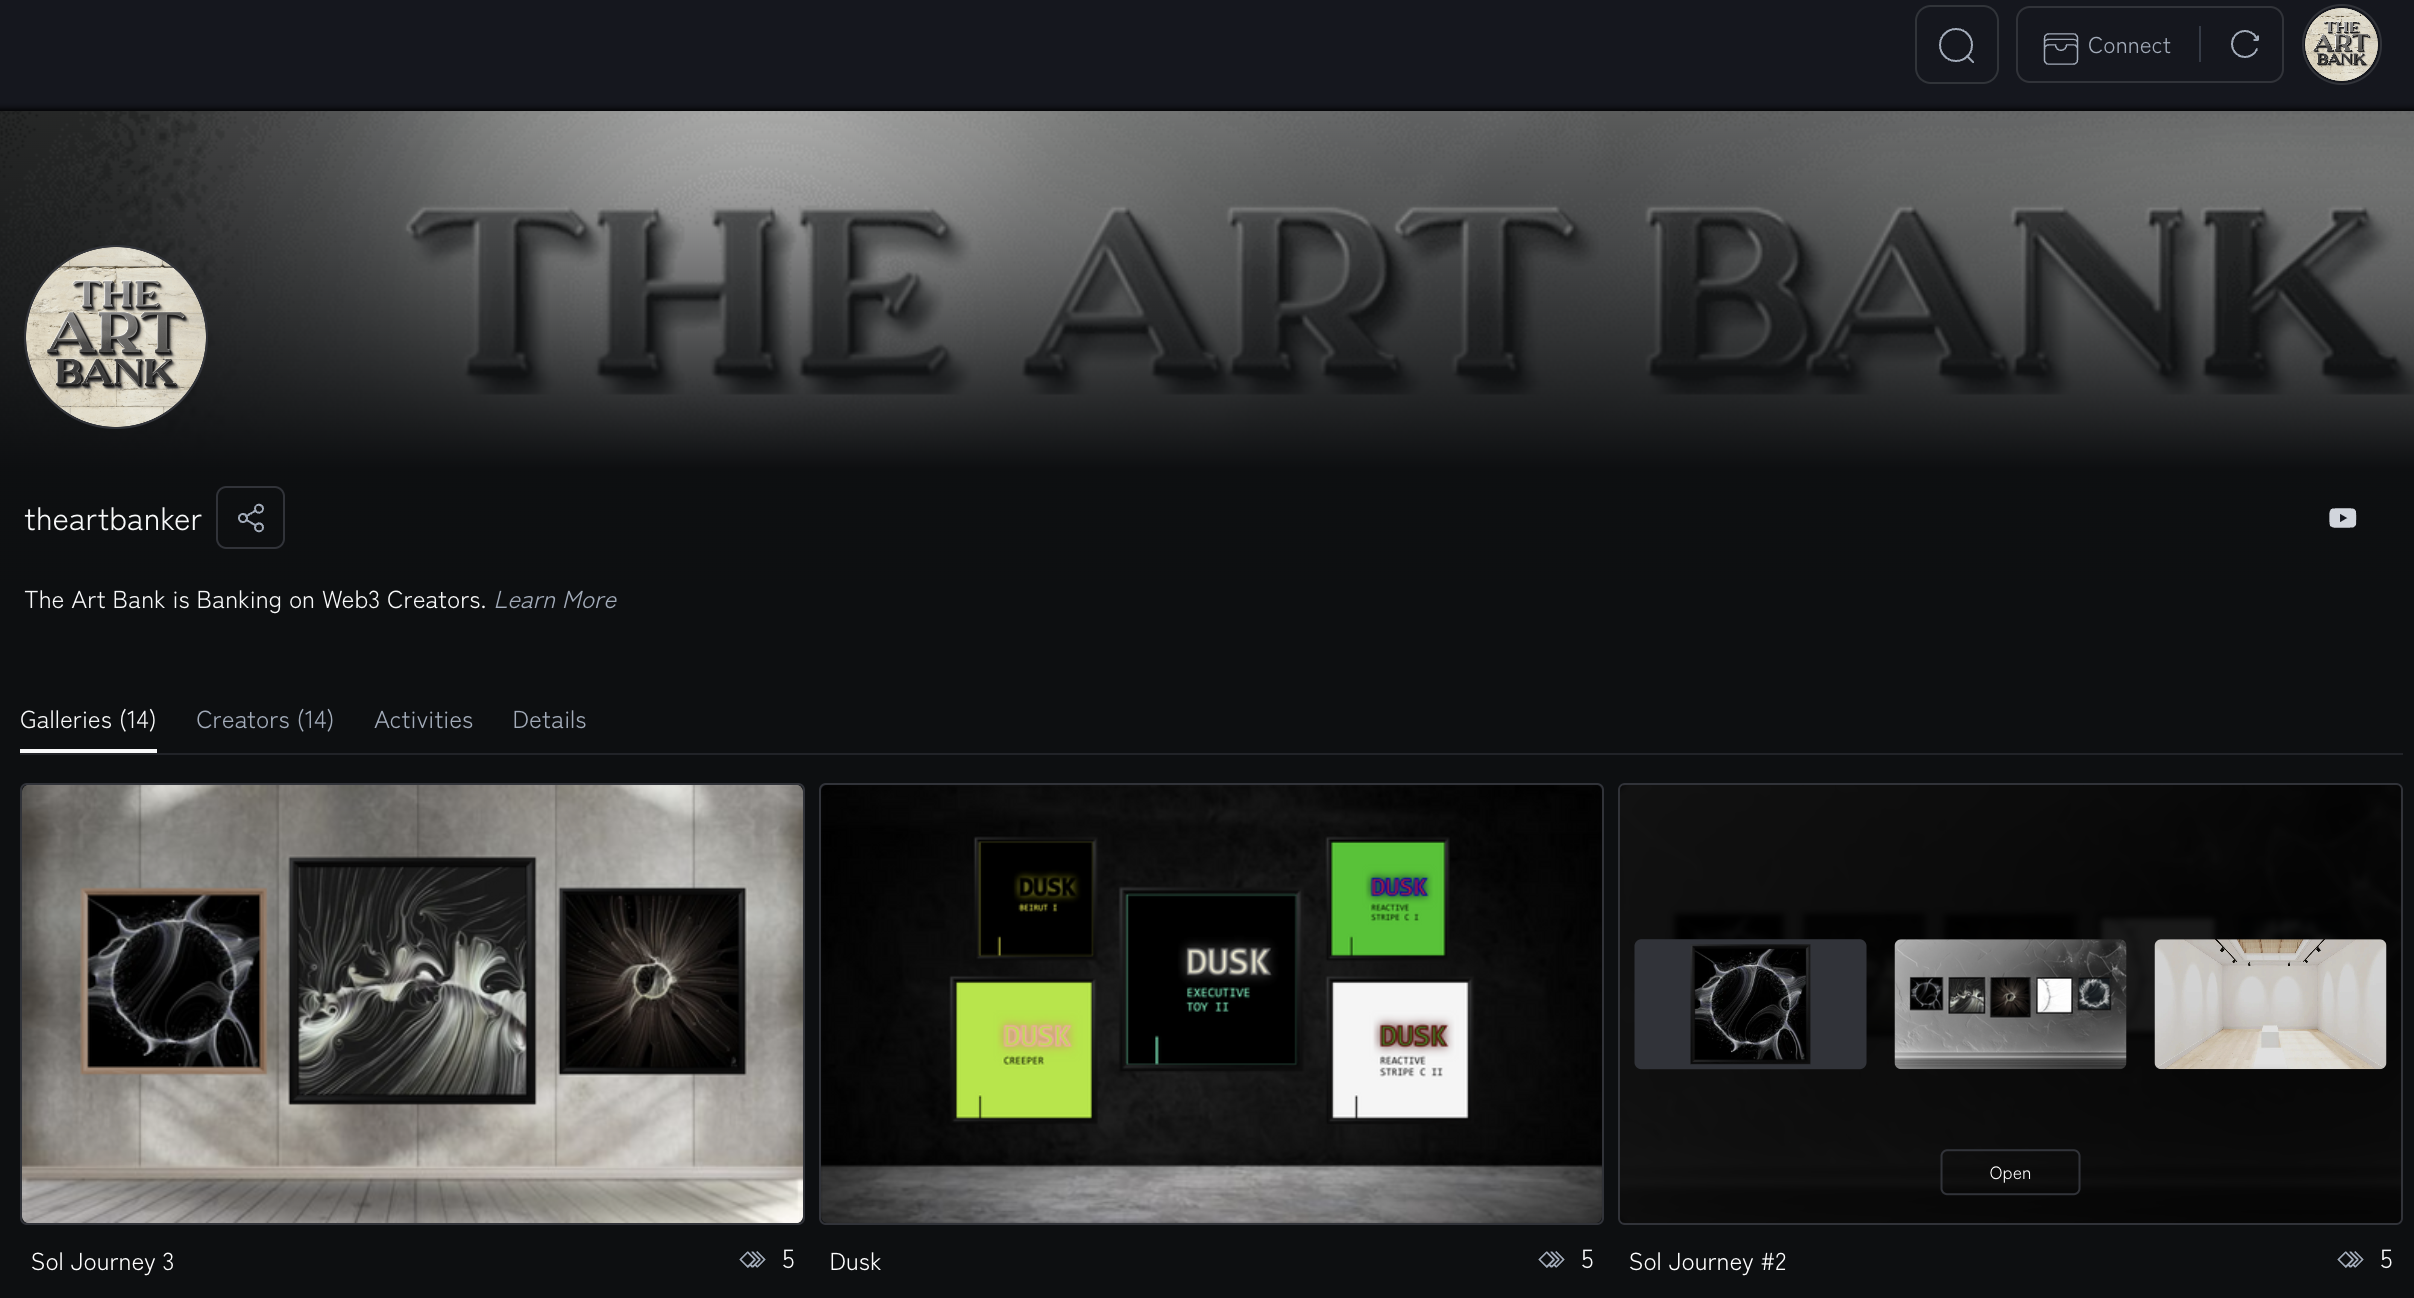 Connect
THE
ART
BANK
THE ART BANK
THE
ART
BANK
theartbanker
The Art Bank is Banking on Web3 Creators. Learn More
Galleries (14)
Creators (14)
Activities
Details
DUSK
BEIRUT I
DUSK
REACTIVE
STRIPE C I
DUSK
EXECUTIVE
TOY II
DUSK
CREEPER
DUSK
REACTIVE
STRIPE C II
Open
Sol Journey 3
5
Dusk
5
Sol Journey #2
5